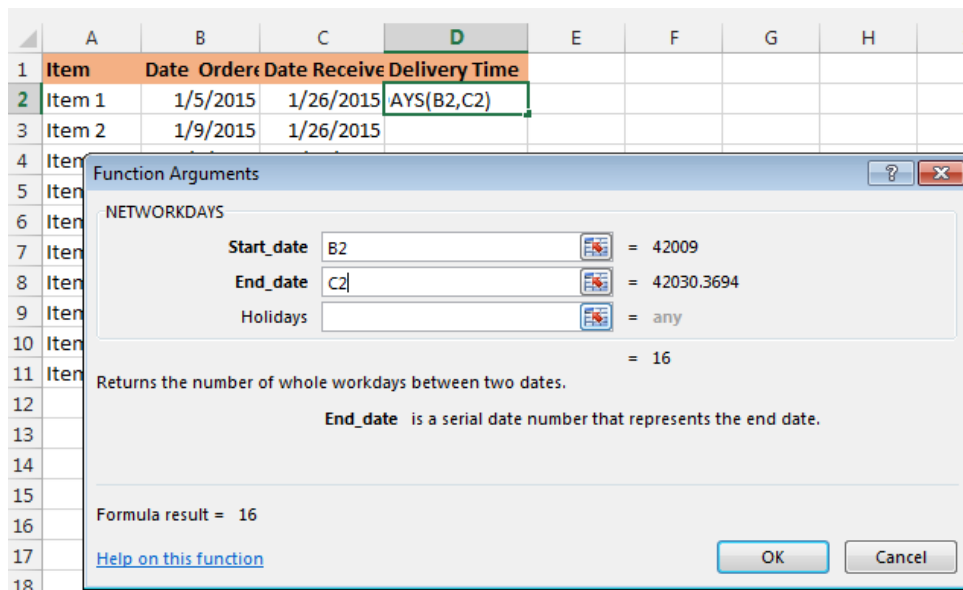 A B C D E F G H
1 Item Date Ordere Date Receive Delivery Time
2 Item 1 1/5/2015 1/26/2015 AYS(B2,C2)
3 Item 2 1/9/2015 1/26/2015
4 Item
5 Item
6 Item
7 Item
8 Item
9 Item
10 Item
11 Item
12
13
14
15
16
17
18
Function Arguments
NETWORKDAYS
Start_date B2 = 42009
End_date C2 = 42030.3694
Holidays = any
= 16
Returns the number of whole workdays between two dates.
End_date is a serial date number that represents the end date.
Formula result = 16
Help on this function OK Cancel